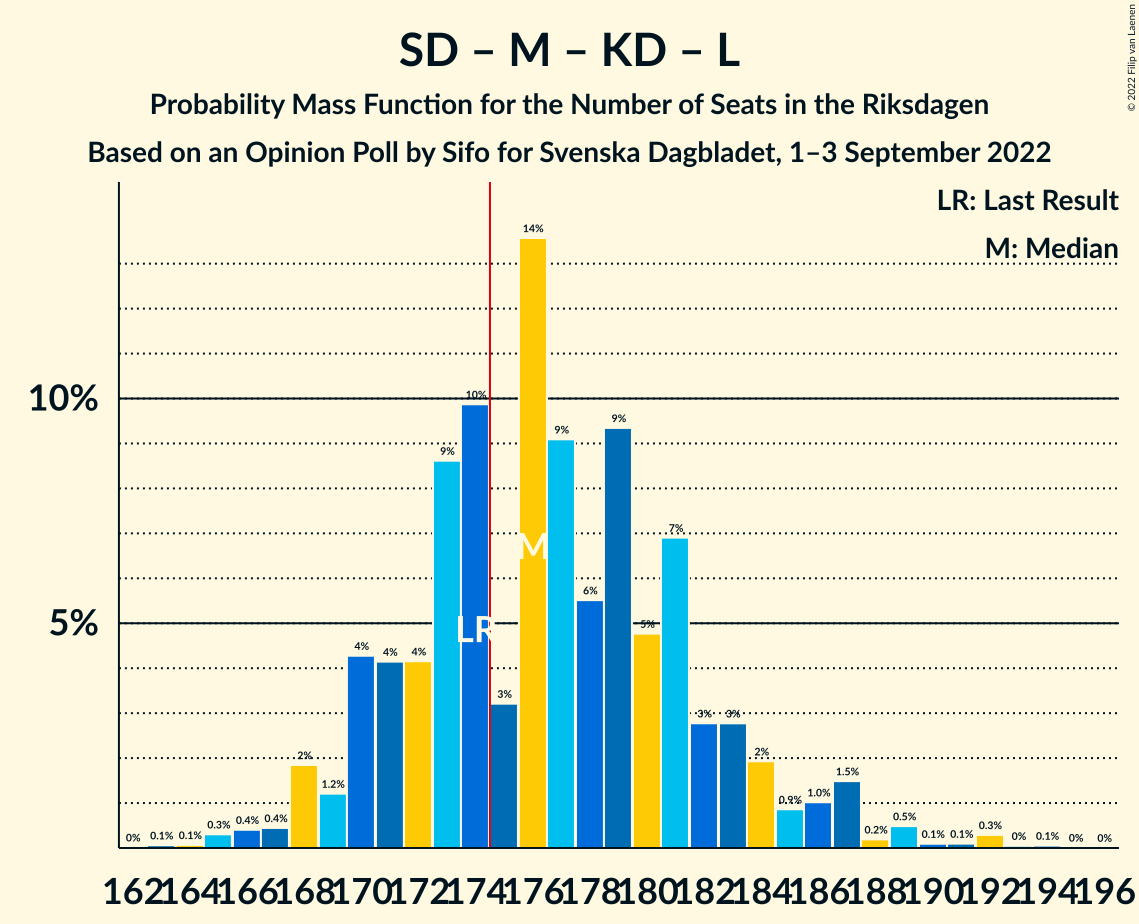 SD – M – KD – L
Probability Mass Function for the Number of Seats in the Riksdagen
Based on an Opinion Poll by Sifo for Svenska Dagbladet, 1–3 September 2022
© 2022 Filip van Laenen
LR: Last Result
M: Median
10%
5%
0% 0.1% 0.1% 0.3% 0.4% 0.4% 2% 1.2% 4% 4% 4% 9% 10% 3% 14% 9% 6% 9% 5% 7% 3% 3% 2% 0.9% 1.0% 1.5% 0.2% 0.5% 0.1% 0.1% 0.3% 0% 0.1% 0% 0%
M
LR
162 164 166 168 170 172 174 176 178 180 182 184 186 188 190 192 194 196